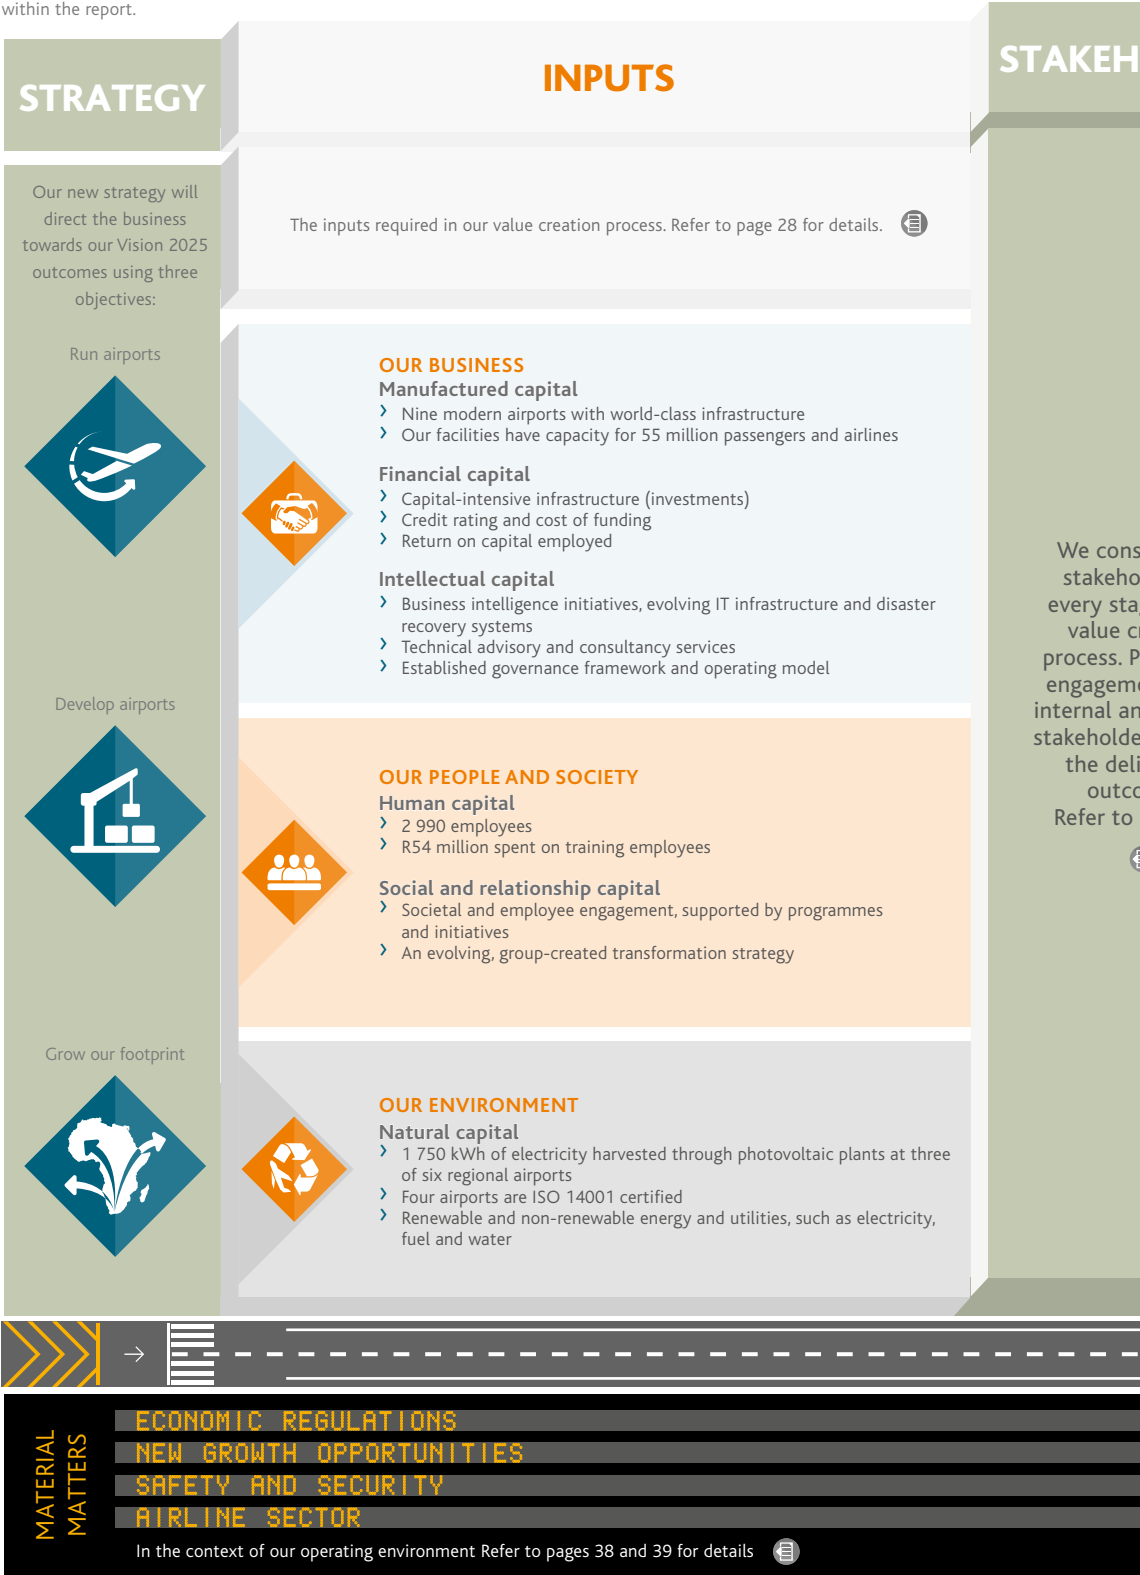 within the report.
STRATEGY
Our new strategy will
direct the business
towards our Vision 2025
outcomes using three
objectives:
Run airports
Develop airports
Grow our footprint
INPUTS
The inputs required in our value creation process. Refer to page 28 for details.
OUR BUSINESS
Manufactured capital
Nine modern airports with world-class infrastructure
Our facilities have capacity for 55 million passengers and airlines
Financial capital
Capital-intensive infrastructure (investments)
Credit rating and cost of funding
Return on capital employed
Intellectual capital
Business intelligence initiatives, evolving IT infrastructure and disaster
recovery systems
Technical advisory and consultancy services
Established governance framework and operating model
OUR PEOPLE AND SOCIETY
Human capital
2 990 employees
R54 million spent on training employees
Social and relationship capital
Societal and employee engagement, supported by programmes
and initiatives
An evolving, group-created transformation strategy
OUR ENVIRONMENT
Natural capital
1 750 kWh of electricity harvested through photovoltaic plants at three
of six regional airports
Four airports are ISO 14001 certified
Renewable and non-renewable energy and utilities, such as electricity,
fuel and water
STAKEH
We cons
stakeho
every sta
value c
process. P
engageme
internal an
stakeholde
the deli
outco
Refer to
MATERIAL
MATTERS
ECONOMIC REGULATIONS
NEW GROWTH OPPORTUNITIES
SAFETY AND SECURITY
AIRLINE SECTOR
In the context of our operating environment Refer to pages 38 and 39 for details